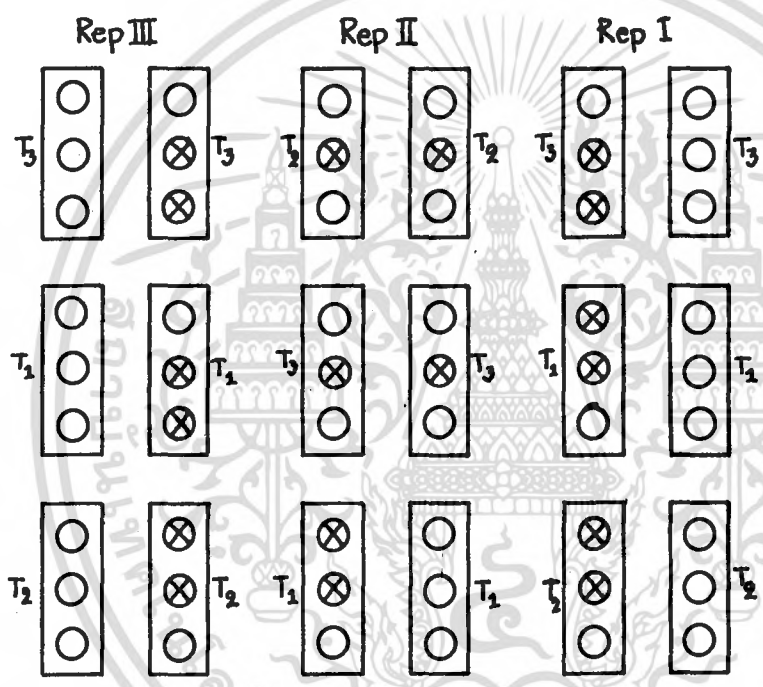 Rep III Rep II Rep I
T3 T3 T2 T2 T3 T3
T1 T1 T3 T3 T1 T1
T2 T2 T1 T1 T2 T2